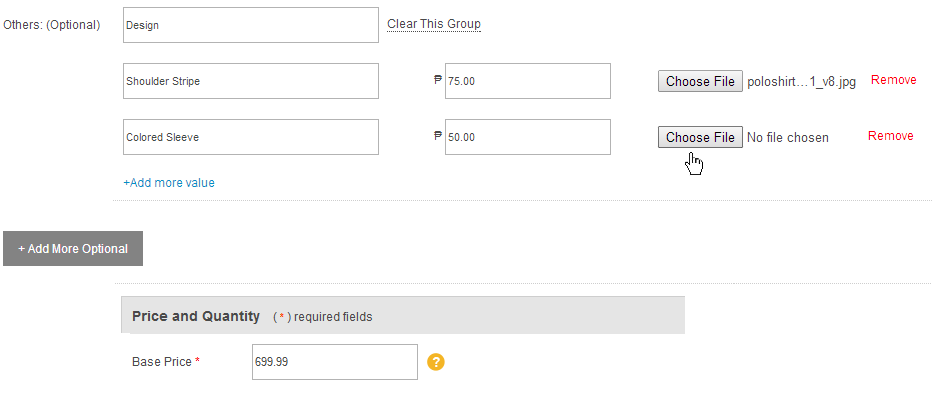 Others: (Optional) Design Clear This Group
Shoulder Stripe ₱ 75.00 Choose File poloshirt…1_v8.jpg Remove
Colored Sleeve ₱ 50.00 Choose File No file chosen Remove
+Add more value
+ Add More Optional
Price and Quantity ( * ) required fields
Base Price * 699.99 ?